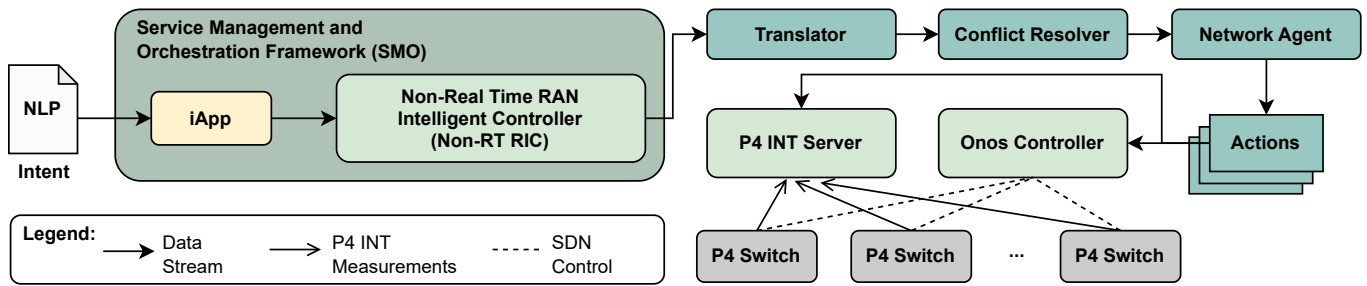 Service Management and
Orchestration Framework (SMO)
NLP
Intent
iApp
Non-Real Time RAN
Intelligent Controller
(Non-RT RIC)
Translator
Conflict Resolver
Network Agent
P4 INT Server
Onos Controller
Actions
P4 Switch
P4 Switch
...
P4 Switch
Legend:
Data
Stream
P4 INT
Measurements
SDN
Control